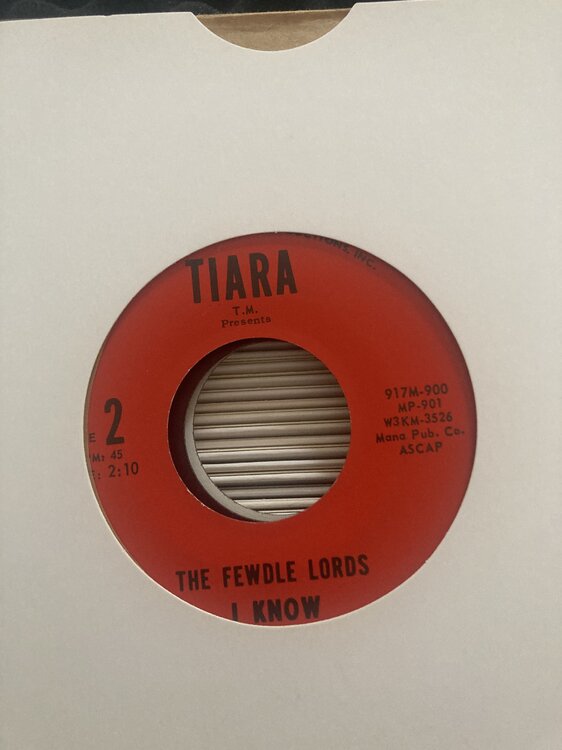 INC.
TIARA
T.M.
Presents
2
45
2:10
917M-900
MP-901
W3KM-3526
Mana Pub. Co.
ASCAP
THE FEWDLE LORDS
I KNOW